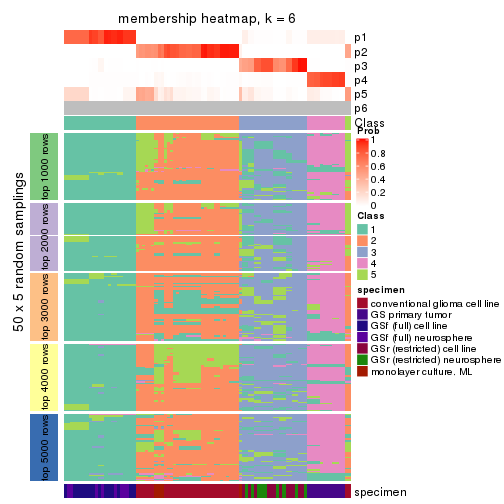 membership heatmap, k = 6
p1
p2
p3
p4
p5
p6
Class
50 x 5 random samplings
top 1000 rows
top 2000 rows
top 3000 rows
top 4000 rows
top 5000 rows
Prob
1
0.8
0.6
0.4
0.2
0
Class
1
2
3
4
5
specimen
conventional glioma cell line
GS primary tumor
GSf (full) cell line
GSf (full) neurosphere
GSr (restricted) cell line
GSr (restricted) neurosphere
monolayer culture. ML
specimen